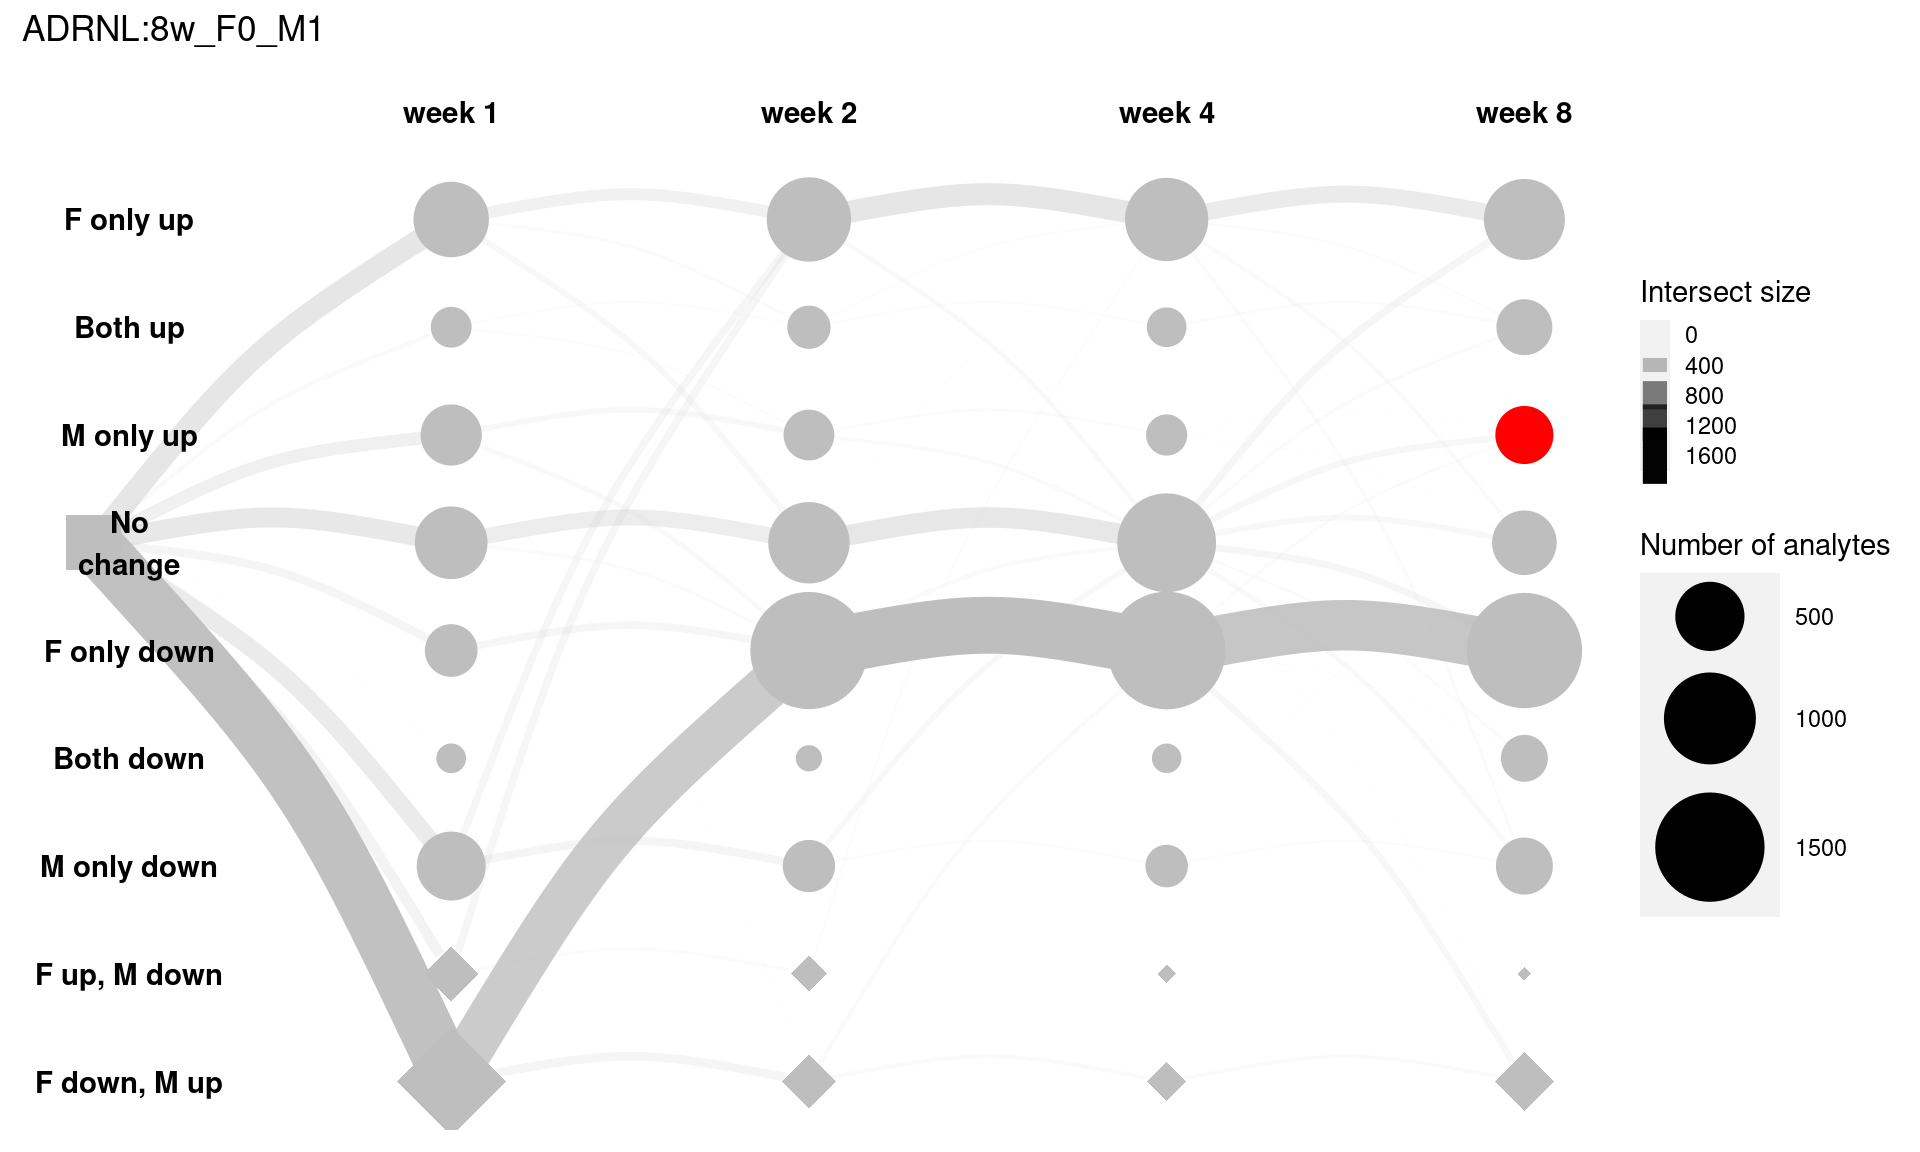 ADRNL:8w_F0_M1
week 1 week 2 week 4 week 8
F only up
Both up
M only up
No
change
F only down
Both down
M only down
F up, M down
F down, M up
Intersect size
0
400
800
1200
1600
Number of analytes
500
1000
1500